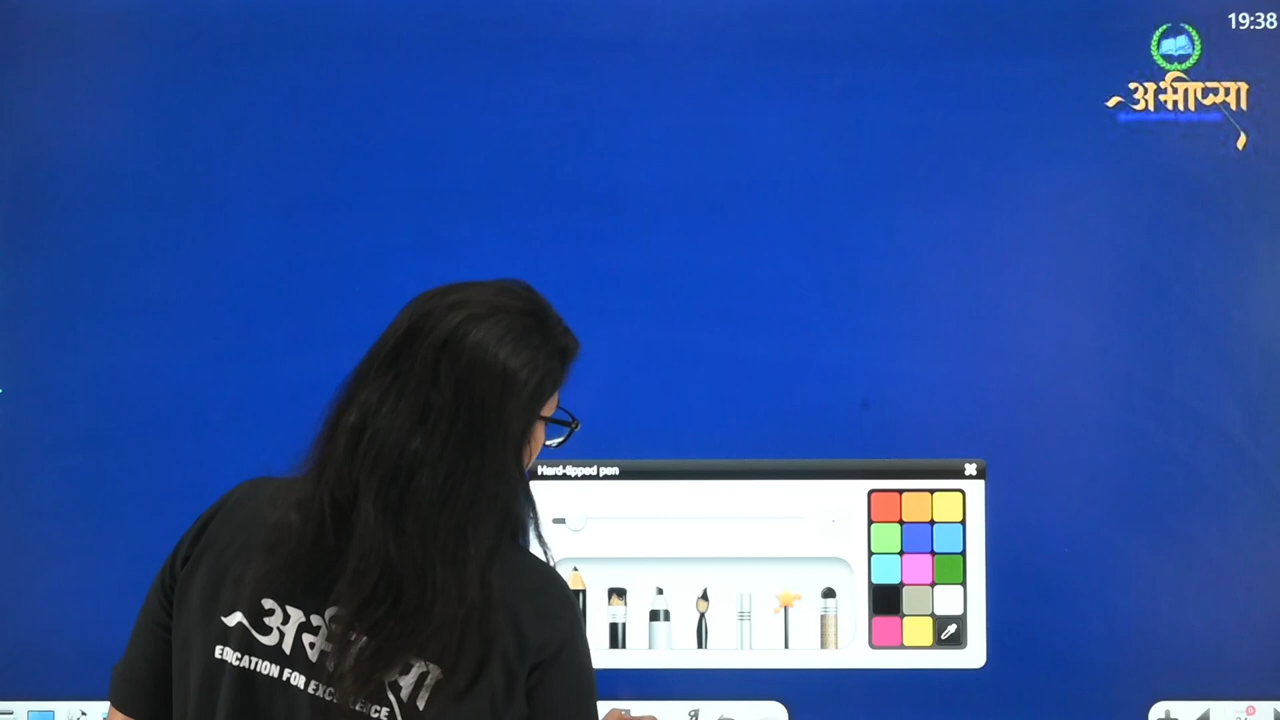 19:38
अभीप्सा
Hard-tipped pen
EDUCATION FOR EXCELLENCE